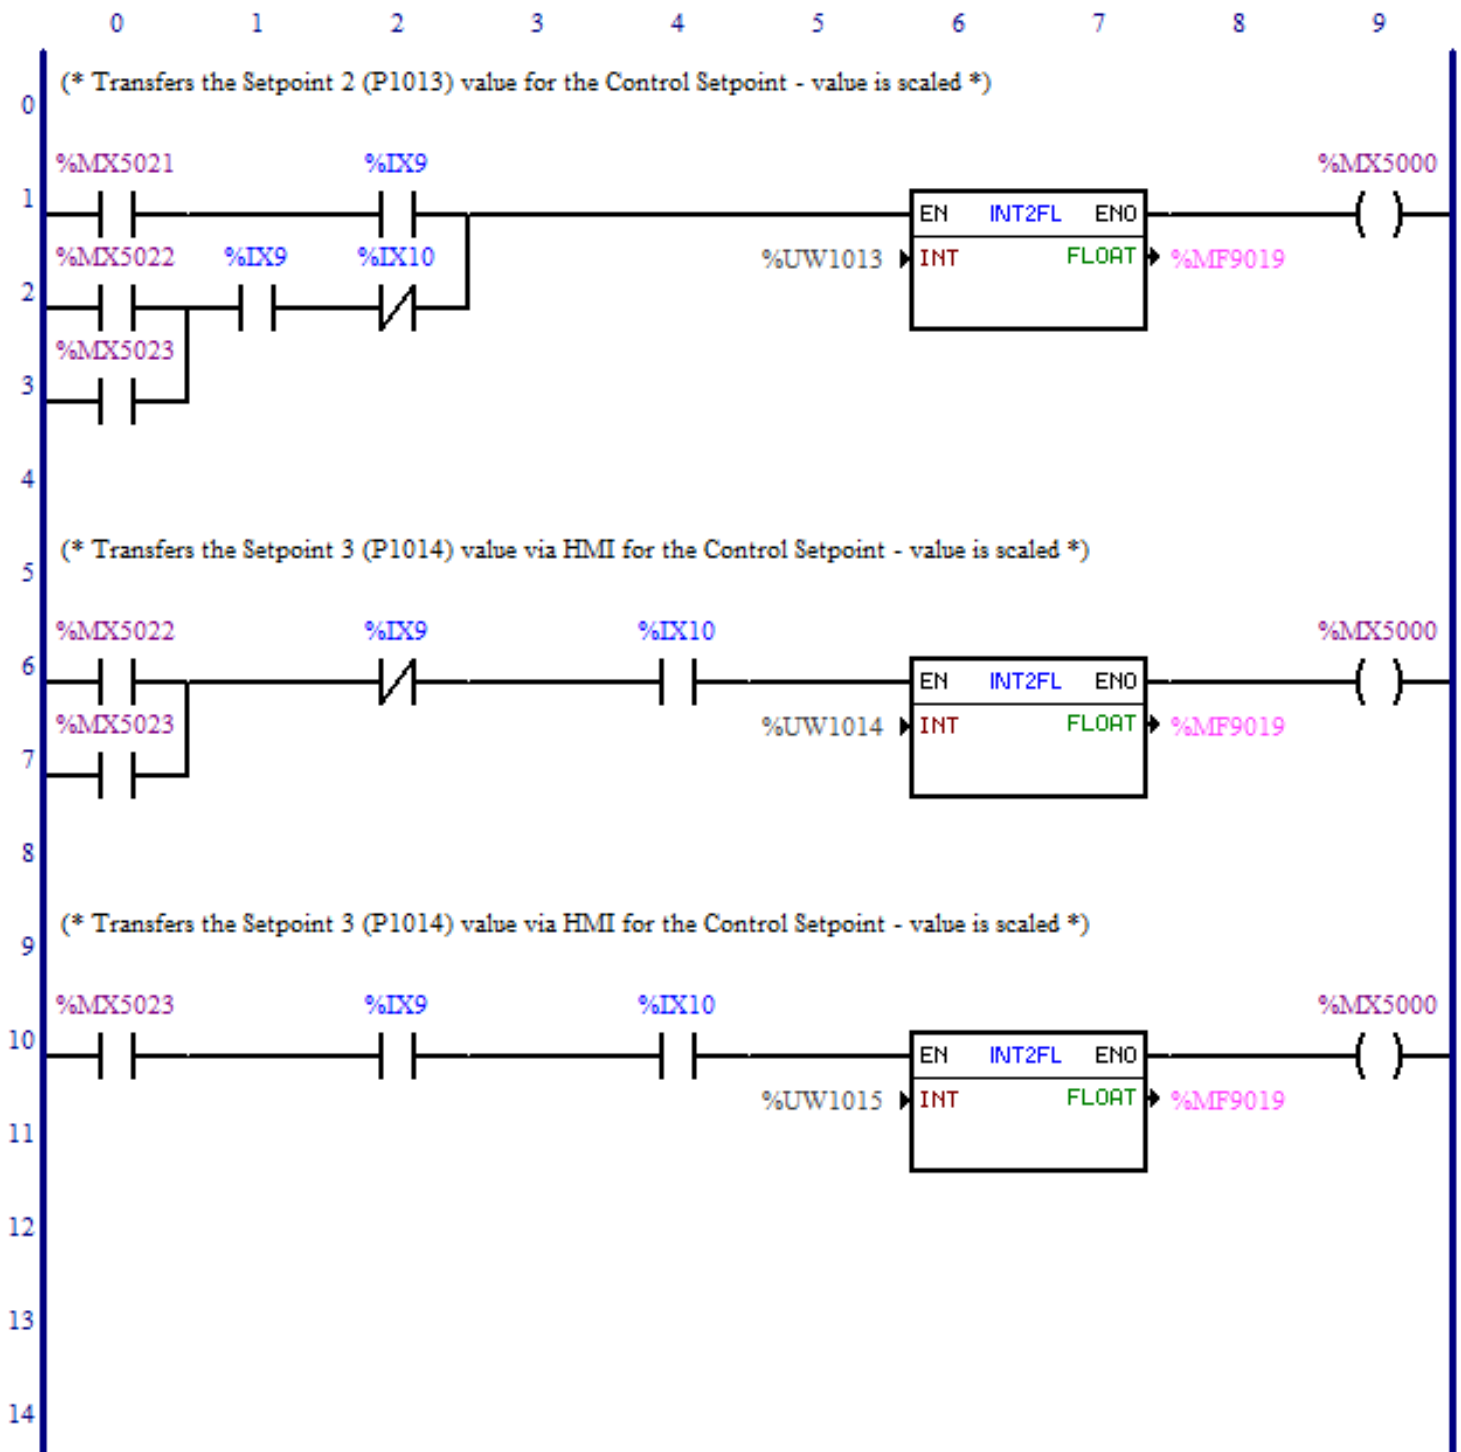 0 1 2 3 4 5 6 7 8 9
(* Transfers the Setpoint 2 (P1013) value for the Control Setpoint - value is scaled *)
0
%MX5021 %IX9 %MX5000
1 EN INT2FL ENO ( )
%MX5022 %IX9 %IX10 %UW1013 INT FLOAT %MF9019
2
%MX5023
3
4
(* Transfers the Setpoint 3 (P1014) value via HMI for the Control Setpoint - value is scaled *)
5
%MX5022 %IX9 %IX10 %MX5000
6 EN INT2FL ENO ( )
%MX5023 %UW1014 INT FLOAT %MF9019
7
8
(* Transfers the Setpoint 3 (P1014) value via HMI for the Control Setpoint - value is scaled *)
9
%MX5023 %IX9 %IX10 %MX5000
10 EN INT2FL ENO ( )
%UW1015 INT FLOAT %MF9019
11
12
13
14